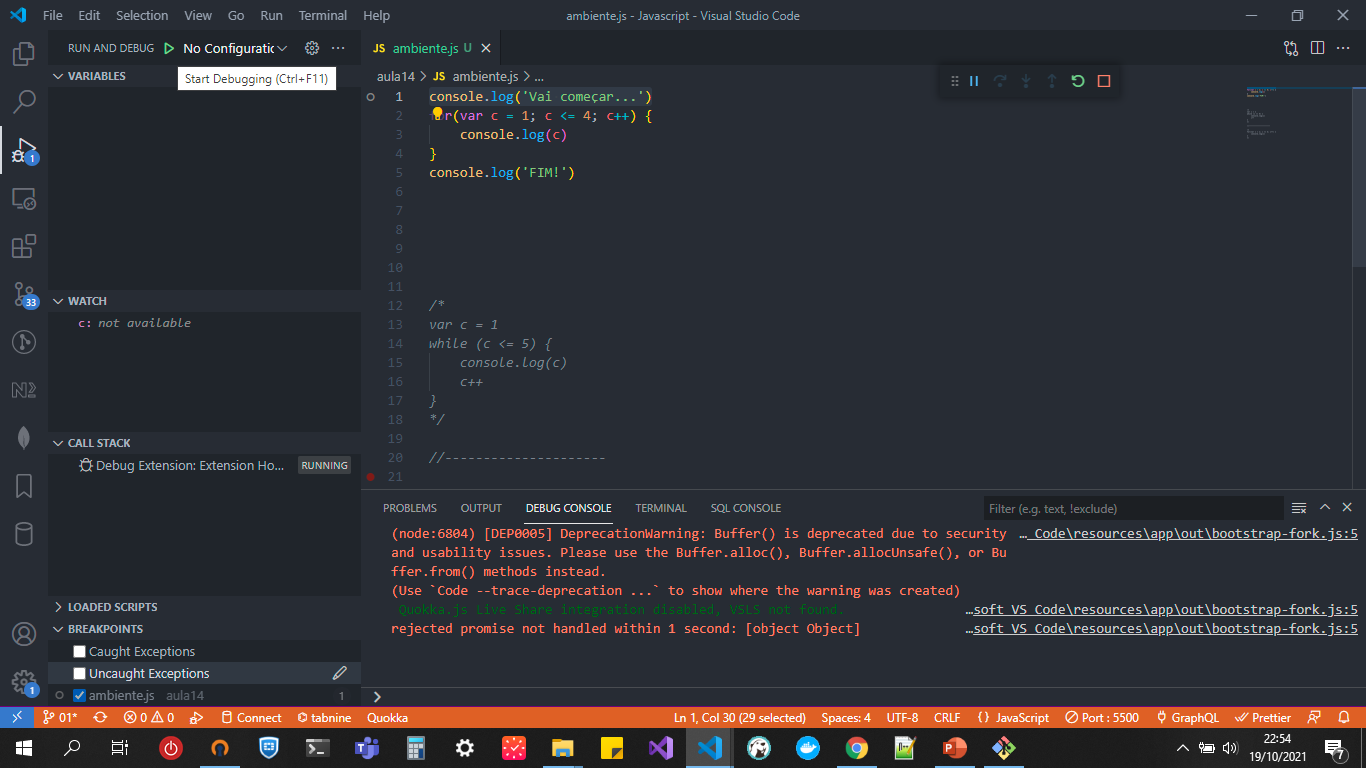 File Edit Selection View Go Run Terminal Help
ambiente.js - Javascript - Visual Studio Code
RUN AND DEBUG No Configuratic
Start Debugging (Ctrl+F11)
VARIABLES
WATCH
c: not available
CALL STACK
Debug Extension: Extension Ho... RUNNING
LOADED SCRIPTS
BREAKPOINTS
Caught Exceptions
Uncaught Exceptions
ambiente.js aula14 1
1
33
1
JS ambiente.js U
aula14 > JS ambiente.js > ...
1 console.log('Vai começar...')
2 for(var c = 1; c <= 4; c++) {
3 console.log(c)
4 }
5 console.log('FIM!')
6
7
8
9
10
11
12 /*
13 var c = 1
14 while (c <= 5) {
15 console.log(c)
16 c++
17 }
18 */
19
20 //---------------------
21
PROBLEMS OUTPUT DEBUG CONSOLE TERMINAL SQL CONSOLE
Filter (e.g. text, !exclude)
(node:6804) [DEP0005] DeprecationWarning: Buffer() is deprecated due to security … Code\resources\app\out\bootstrap-fork.js:5
and usability issues. Please use the Buffer.alloc(), Buffer.allocUnsafe(), or Bu
ffer.from() methods instead.
(Use `Code --trace-deprecation ...` to show where the warning was created)
Quokka.js Live Share integration disabled, VSLS not found. …soft VS Code\resources\app\out\bootstrap-fork.js:5
rejected promise not handled within 1 second: [object Object] …soft VS Code\resources\app\out\bootstrap-fork.js:5
01* 0 0 Connect tabnine Quokka
Ln 1, Col 30 (29 selected) Spaces: 4 UTF-8 CRLF {} JavaScript Port : 5500 GraphQL Prettier
22:54
19/10/2021
7